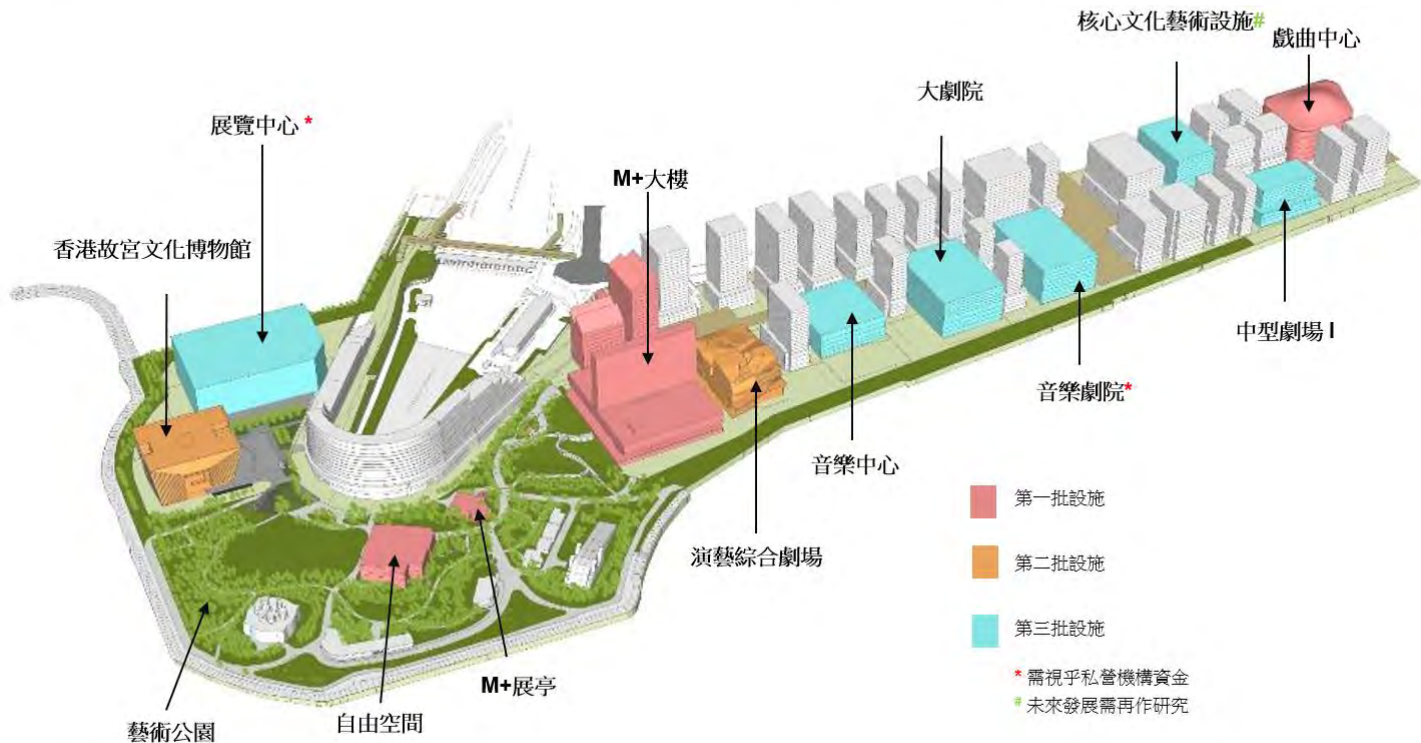 核心文化藝術設施#
戲曲中心
大劇院
展覽中心 *
M+大樓
香港故宮文化博物館
中型劇場 I
音樂劇院*
音樂中心
演藝綜合劇場
M+展亭
自由空間
藝術公園
第一批設施
第二批設施
第三批設施
* 需視乎私營機構資金
# 未來發展需再作研究